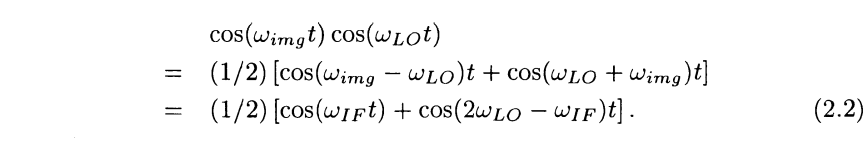 cos(ω_{img}t) cos(ω_{LO}t)
= (1/2) [cos(ω_{img} − ω_{LO})t + cos(ω_{LO} + ω_{img})t]
= (1/2) [cos(ω_{IF}t) + cos(2ω_{LO} − ω_{IF})t] . (2.2)